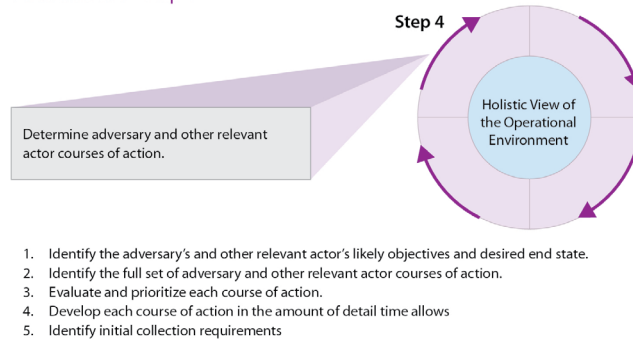 Step 4
Holistic View of
the Operational
Environment
Determine adversary and other relevant
actor courses of action.
1. Identify the adversary's and other relevant actor's likely objectives and desired end state.
2. Identify the full set of adversary and other relevant actor courses of action.
3. Evaluate and prioritize each course of action.
4. Develop each course of action in the amount of detail time allows
5. Identify initial collection requirements